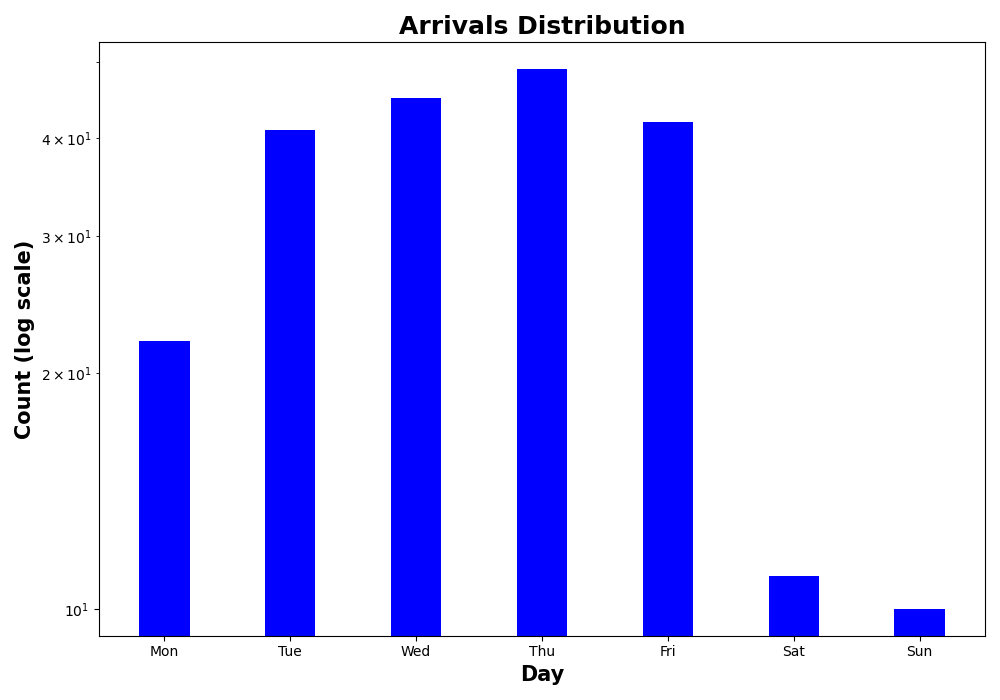 Arrivals Distribution
Count (log scale)
4 × 10¹
3 × 10¹
2 × 10¹
10¹
Mon Tue Wed Thu Fri Sat Sun
Day